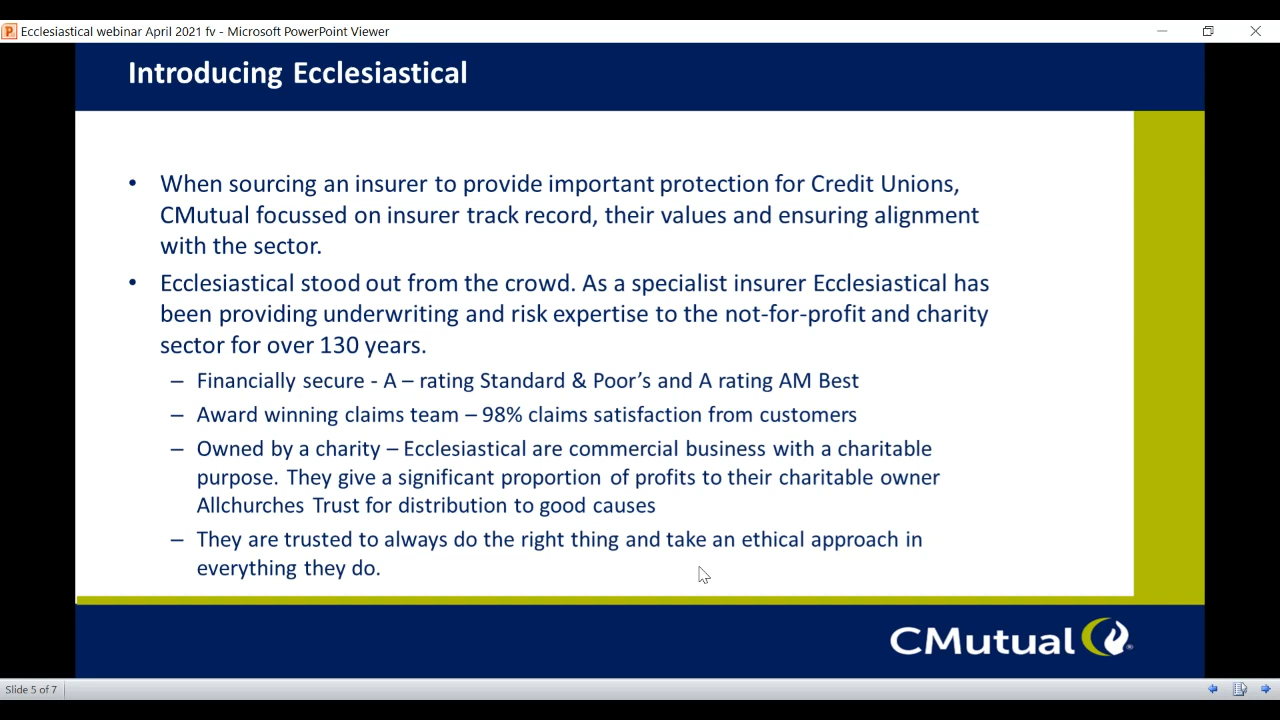 Ecclesiastical webinar April 2021 fv - Microsoft PowerPoint Viewer
Introducing Ecclesiastical
• When sourcing an insurer to provide important protection for Credit Unions,
CMutual focussed on insurer track record, their values and ensuring alignment
with the sector.
• Ecclesiastical stood out from the crowd. As a specialist insurer Ecclesiastical has
been providing underwriting and risk expertise to the not-for-profit and charity
sector for over 130 years.
– Financially secure - A – rating Standard & Poor’s and A rating AM Best
– Award winning claims team – 98% claims satisfaction from customers
– Owned by a charity – Ecclesiastical are commercial business with a charitable
purpose. They give a significant proportion of profits to their charitable owner
Allchurches Trust for distribution to good causes
– They are trusted to always do the right thing and take an ethical approach in
everything they do.
CMutual®
Slide 5 of 7